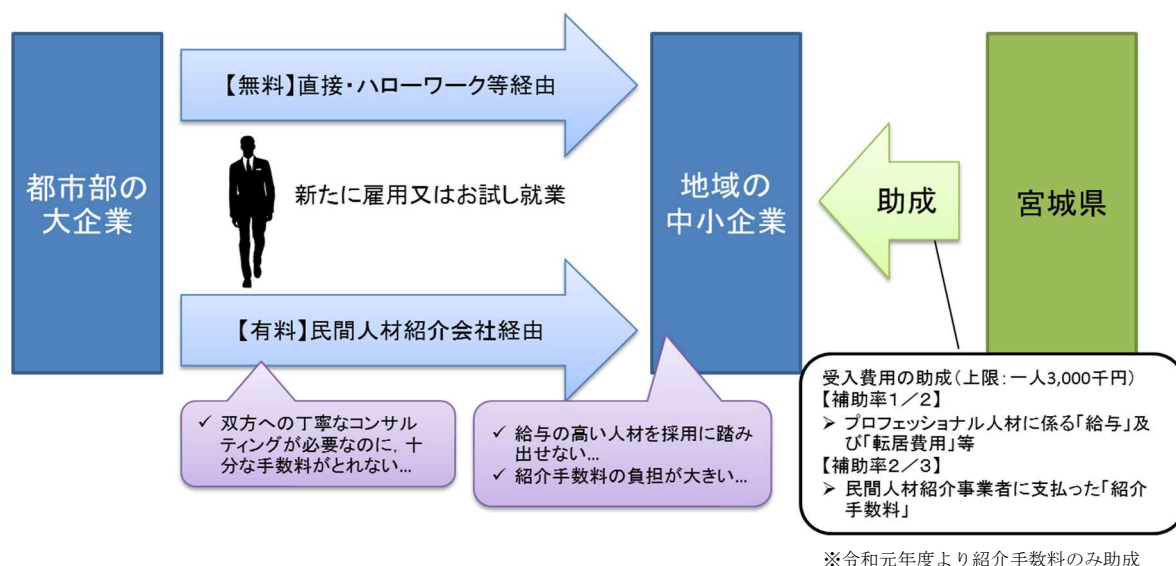 【無料】直接・ハローワーク等経由
都市部の
大企業
新たに雇用又はお試し就業
地域の
中小企業
助成
宮城県
【有料】民間人材紹介会社経由
✓ 双方への丁寧なコンサル
ティングが必要なのに，十
分な手数料がとれない…
✓ 給与の高い人材を採用に踏み
出せない…
✓ 紹介手数料の負担が大きい…
受入費用の助成（上限：一人3,000千円）
【補助率1／2】
➢ プロフェッショナル人材に係る「給与」及
び「転居費用」等
【補助率2／3】
➢ 民間人材紹介事業者に支払った「紹介
手数料」
※令和元年度より紹介手数料のみ助成